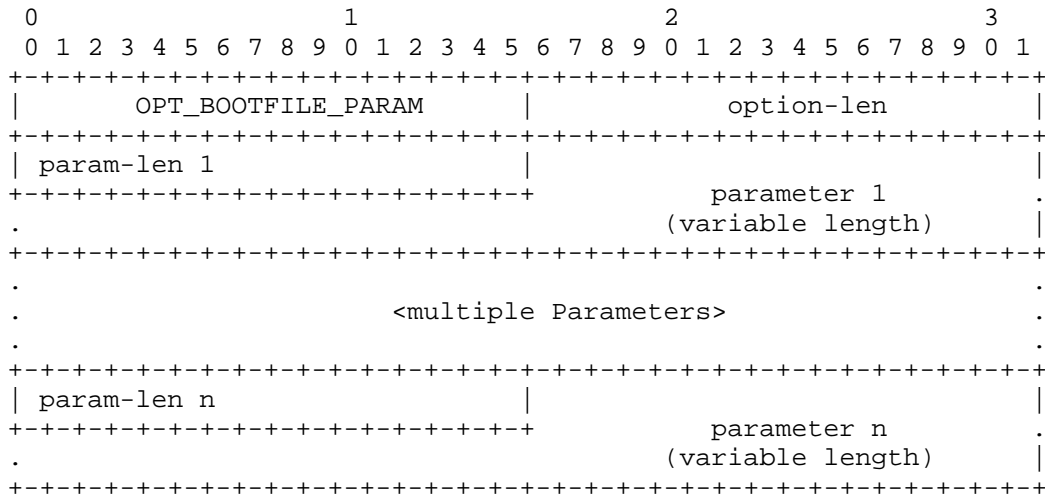 0                   1                   2                   3
 0 1 2 3 4 5 6 7 8 9 0 1 2 3 4 5 6 7 8 9 0 1 2 3 4 5 6 7 8 9 0 1
+-+-+-+-+-+-+-+-+-+-+-+-+-+-+-+-+-+-+-+-+-+-+-+-+-+-+-+-+-+-+-+-+
|       OPT_BOOTFILE_PARAM      |            option-len         |
+-+-+-+-+-+-+-+-+-+-+-+-+-+-+-+-+-+-+-+-+-+-+-+-+-+-+-+-+-+-+-+-+
| param-len 1                   |                               |
+-+-+-+-+-+-+-+-+-+-+-+-+-+-+-+-+           parameter 1         .
.                                        (variable length)      |
+-+-+-+-+-+-+-+-+-+-+-+-+-+-+-+-+-+-+-+-+-+-+-+-+-+-+-+-+-+-+-+-+
.                                                               .
.                       <multiple Parameters>                   .
.                                                               .
+-+-+-+-+-+-+-+-+-+-+-+-+-+-+-+-+-+-+-+-+-+-+-+-+-+-+-+-+-+-+-+-+
| param-len n                   |                               |
+-+-+-+-+-+-+-+-+-+-+-+-+-+-+-+-+           parameter n         .
.                                        (variable length)      |
+-+-+-+-+-+-+-+-+-+-+-+-+-+-+-+-+-+-+-+-+-+-+-+-+-+-+-+-+-+-+-+-+